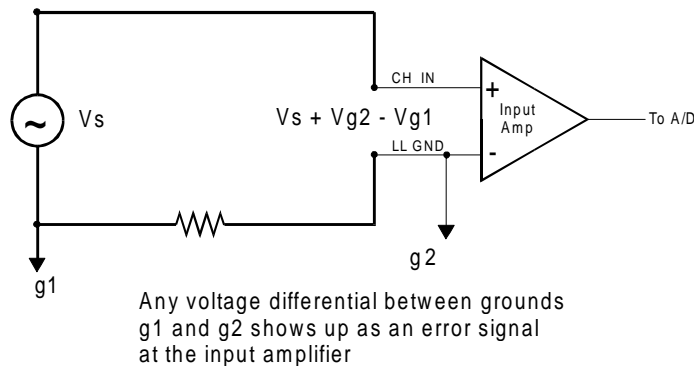 CH IN
+
Vs
~
Vs + Vg2 - Vg1
Input
Amp
To A/D
LL GND
-
g1
g2
Any voltage differential between grounds
g1 and g2 shows up as an error signal
at the input amplifier